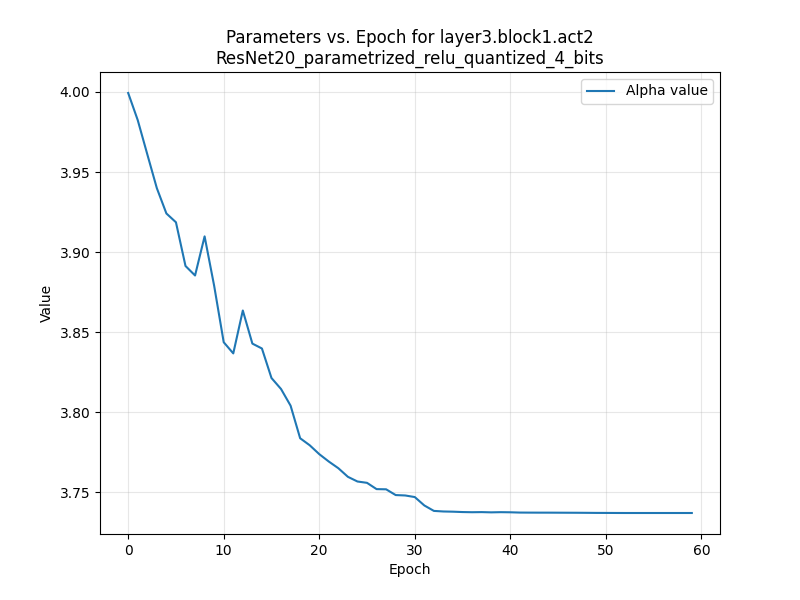 Parameters vs. Epoch for layer3.block1.act2
ResNet20_parametrized_relu_quantized_4_bits
Alpha value
4.00
3.95
3.90
3.85
3.80
3.75
Value
0 10 20 30 40 50 60
Epoch